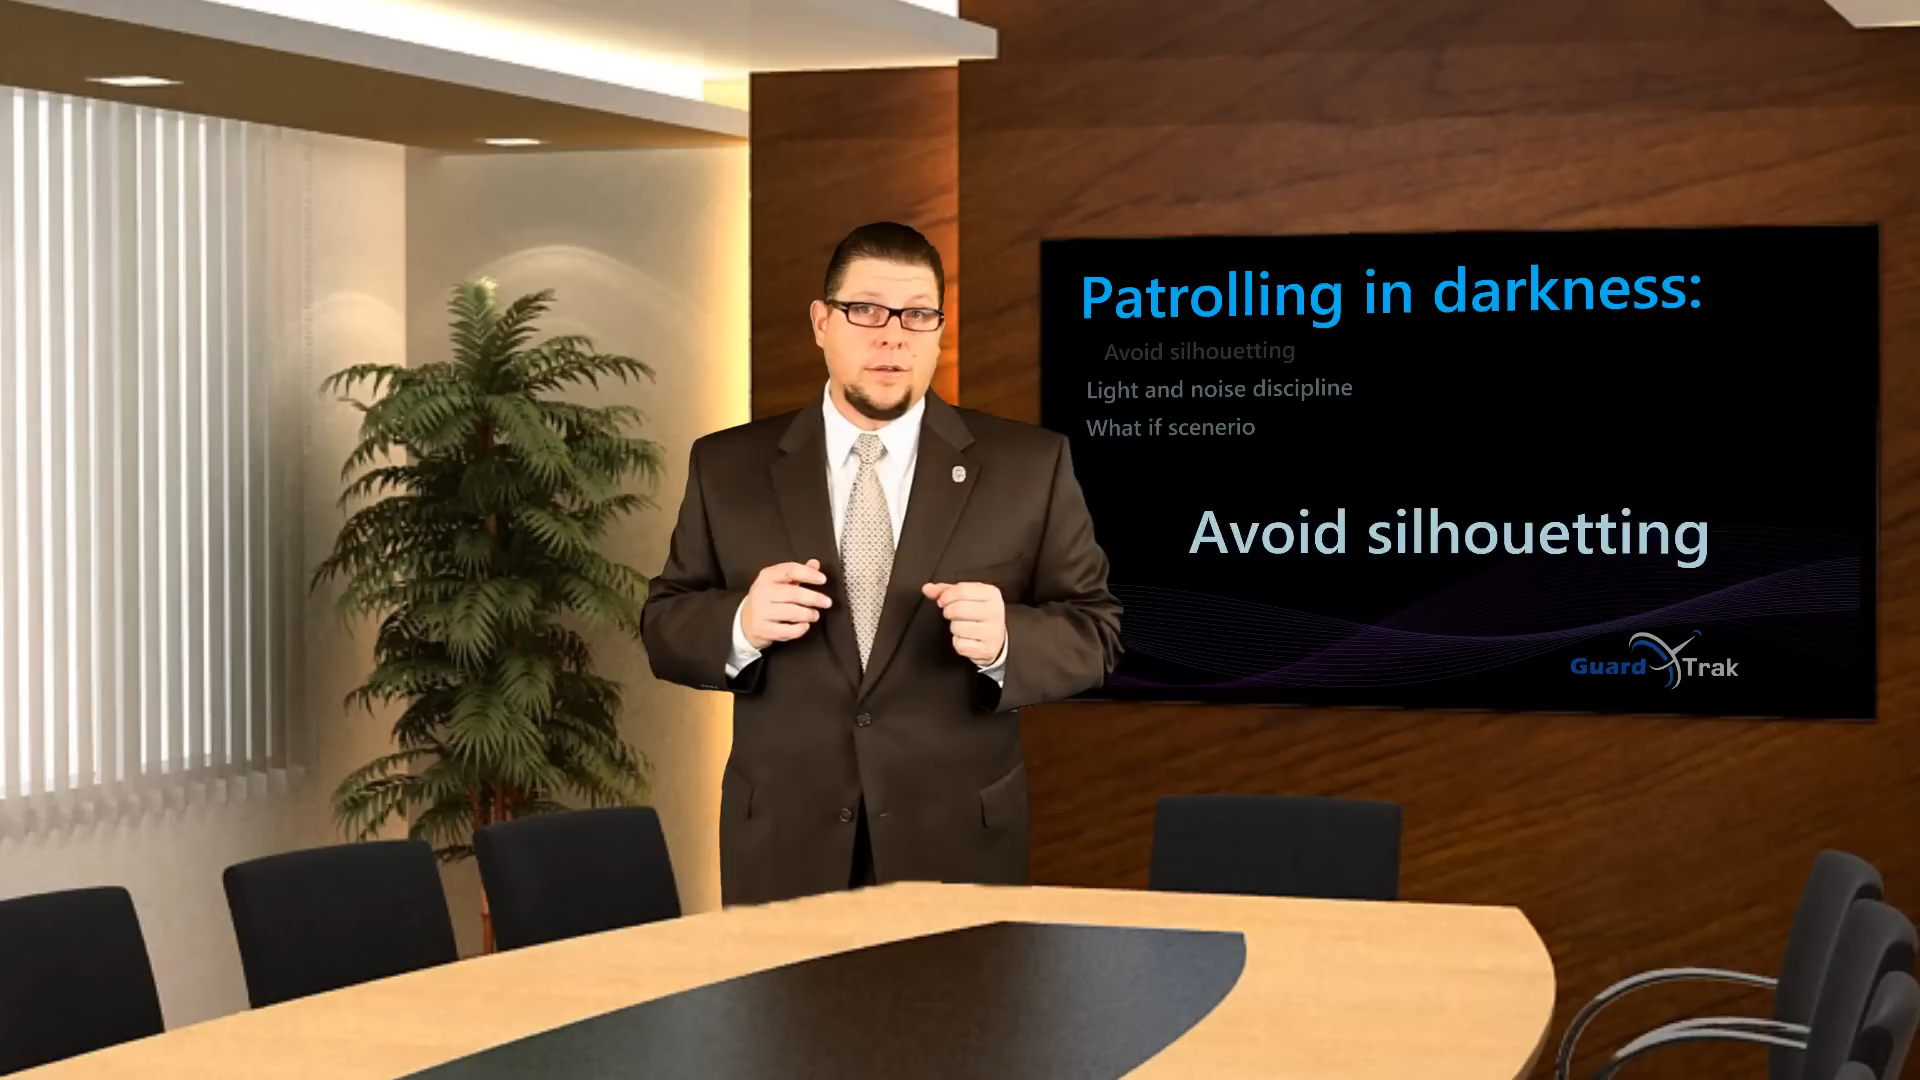 Patrolling in darkness:
Avoid silhouetting
Light and noise discipline
What if scenerio
Avoid silhouetting
Guard Trak